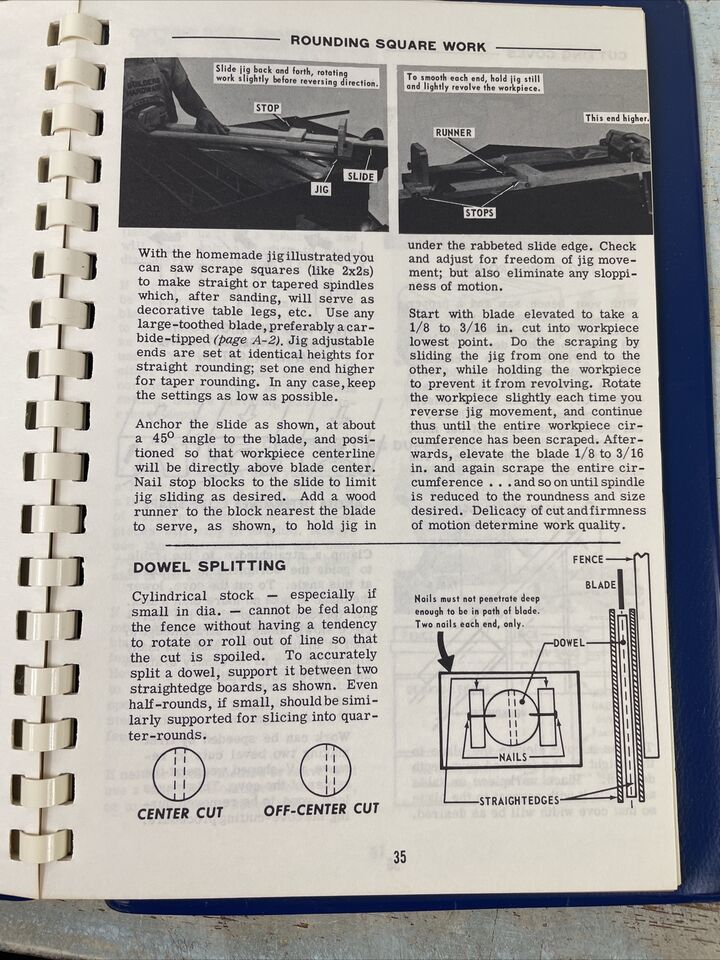 ROUNDING SQUARE WORK
Slide jig back and forth, rotating
work slightly before reversing direction.
STOP
JIG
SLIDE
To smooth each end, hold jig still
and lightly revolve the workpiece.
This end higher.
RUNNER
STOPS
With the homemade jig illustrated you
can saw scrape squares (like 2x2s)
to make straight or tapered spindles
which, after sanding, will serve as
decorative table legs, etc. Use any
large-toothed blade, preferably a car-
bide-tipped (page A-2). Jig adjustable
ends are set at identical heights for
straight rounding; set one end higher
for taper rounding. In any case, keep
the settings as low as possible.
Anchor the slide as shown, at about
a 45° angle to the blade, and posi-
tioned so that workpiece centerline
will be directly above blade center.
Nail stop blocks to the slide to limit
jig sliding as desired. Add a wood
runner to the block nearest the blade
to serve, as shown, to hold jig in
under the rabbeted slide edge. Check
and adjust for freedom of jig move-
ment; but also eliminate any sloppi-
ness of motion.
Start with blade elevated to take a
1/8 to 3/16 in. cut into workpiece
lowest point. Do the scraping by
sliding the jig from one end to the
other, while holding the workpiece
to prevent it from revolving. Rotate
the workpiece slightly each time you
reverse jig movement, and continue
thus until the entire workpiece cir-
cumference has been scraped. After-
wards, elevate the blade 1/8 to 3/16
in. and again scrape the entire cir-
cumference . . . and so on until spindle
is reduced to the roundness and size
desired. Delicacy of cut and firmness
of motion determine work quality.
DOWEL SPLITTING
Cylindrical stock — especially if
small in dia. — cannot be fed along
the fence without having a tendency
to rotate or roll out of line so that
the cut is spoiled. To accurately
split a dowel, support it between two
straightedge boards, as shown. Even
half-rounds, if small, should be simi-
larly supported for slicing into quar-
ter-rounds.
CENTER CUT
OFF-CENTER CUT
FENCE
BLADE
Nails must not penetrate deep
enough to be in path of blade.
Two nails each end, only.
DOWEL
NAILS
STRAIGHTEDGES
35